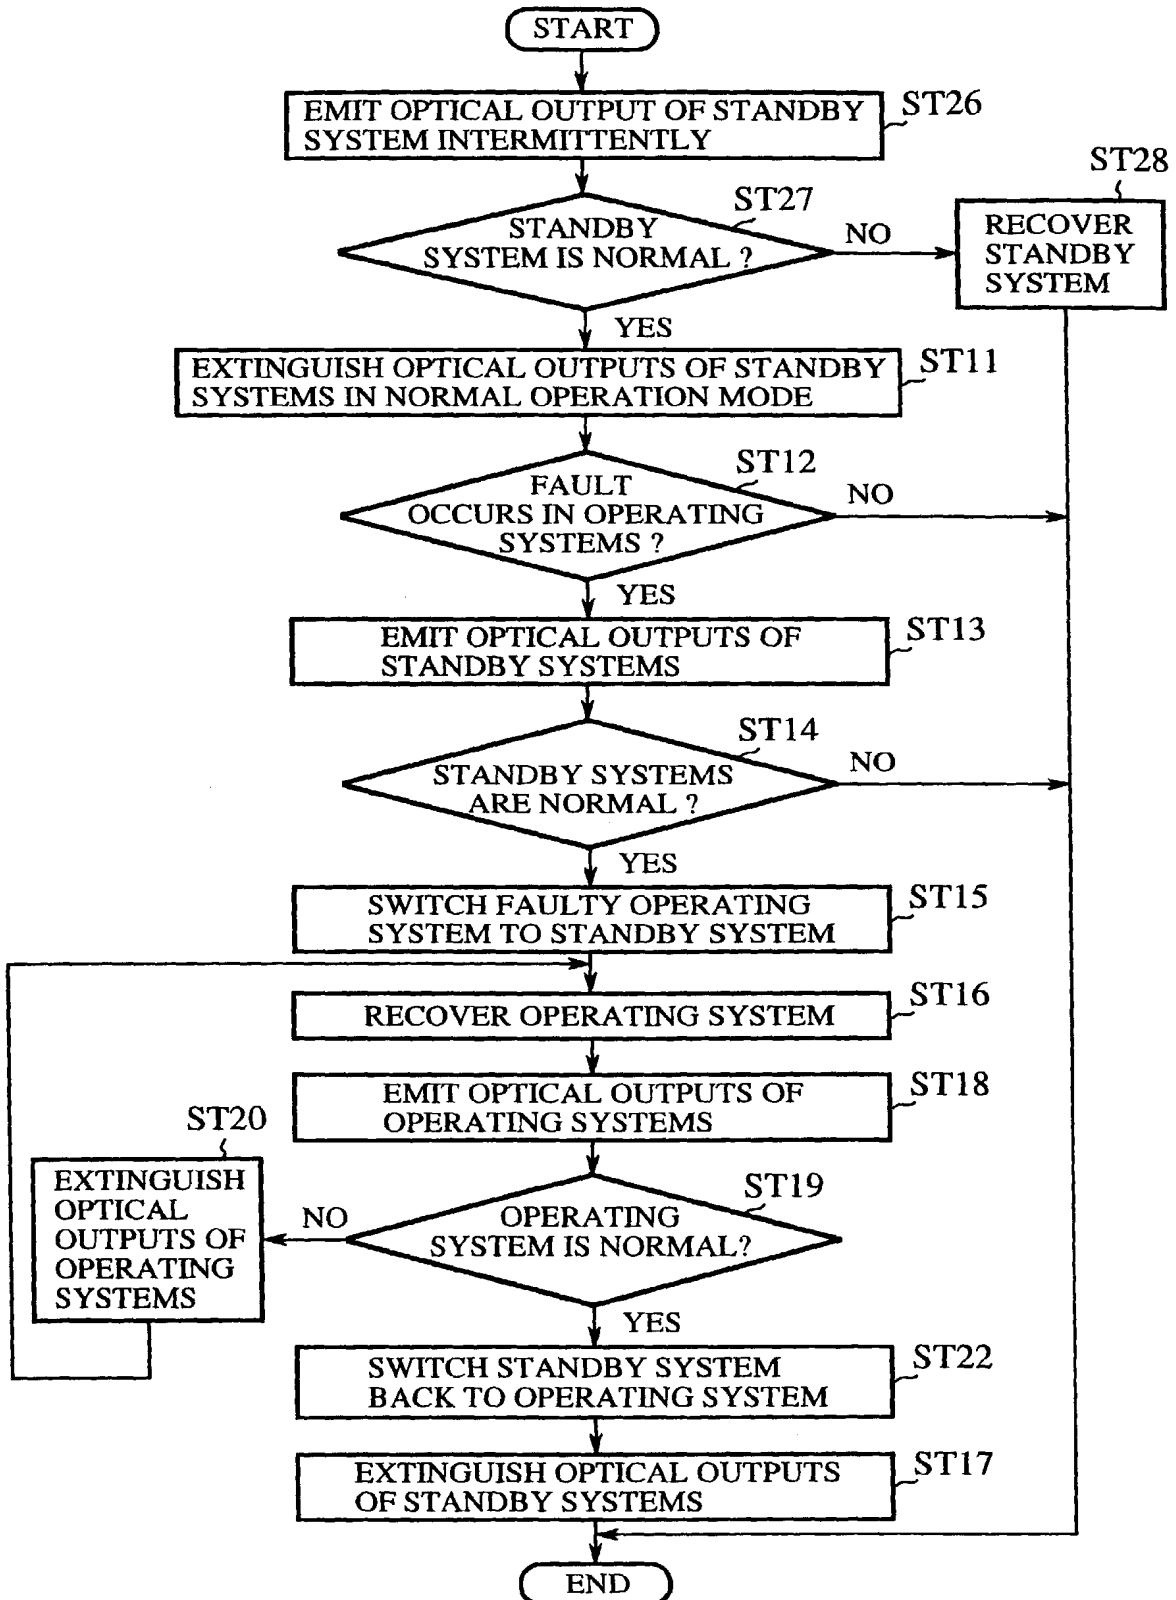 START
EMIT OPTICAL OUTPUT OF STANDBY
SYSTEM INTERMITTENTLY
ST26
STANDBY
SYSTEM IS NORMAL ?
ST27
NO
ST28
RECOVER
STANDBY
SYSTEM
YES
EXTINGUISH OPTICAL OUTPUTS OF STANDBY
SYSTEMS IN NORMAL OPERATION MODE
ST11
FAULT
OCCURS IN OPERATING
SYSTEMS ?
ST12
NO
YES
EMIT OPTICAL OUTPUTS OF
STANDBY SYSTEMS
ST13
STANDBY SYSTEMS
ARE NORMAL ?
ST14
NO
YES
SWITCH FAULTY OPERATING
SYSTEM TO STANDBY SYSTEM
ST15
RECOVER OPERATING SYSTEM
ST16
EMIT OPTICAL OUTPUTS OF
OPERATING SYSTEMS
ST18
OPERATING
SYSTEM IS NORMAL?
ST19
NO
ST20
EXTINGUISH
OPTICAL
OUTPUTS OF
OPERATING
SYSTEMS
YES
SWITCH STANDBY SYSTEM
BACK TO OPERATING SYSTEM
ST22
EXTINGUISH OPTICAL OUTPUTS
OF STANDBY SYSTEMS
ST17
END